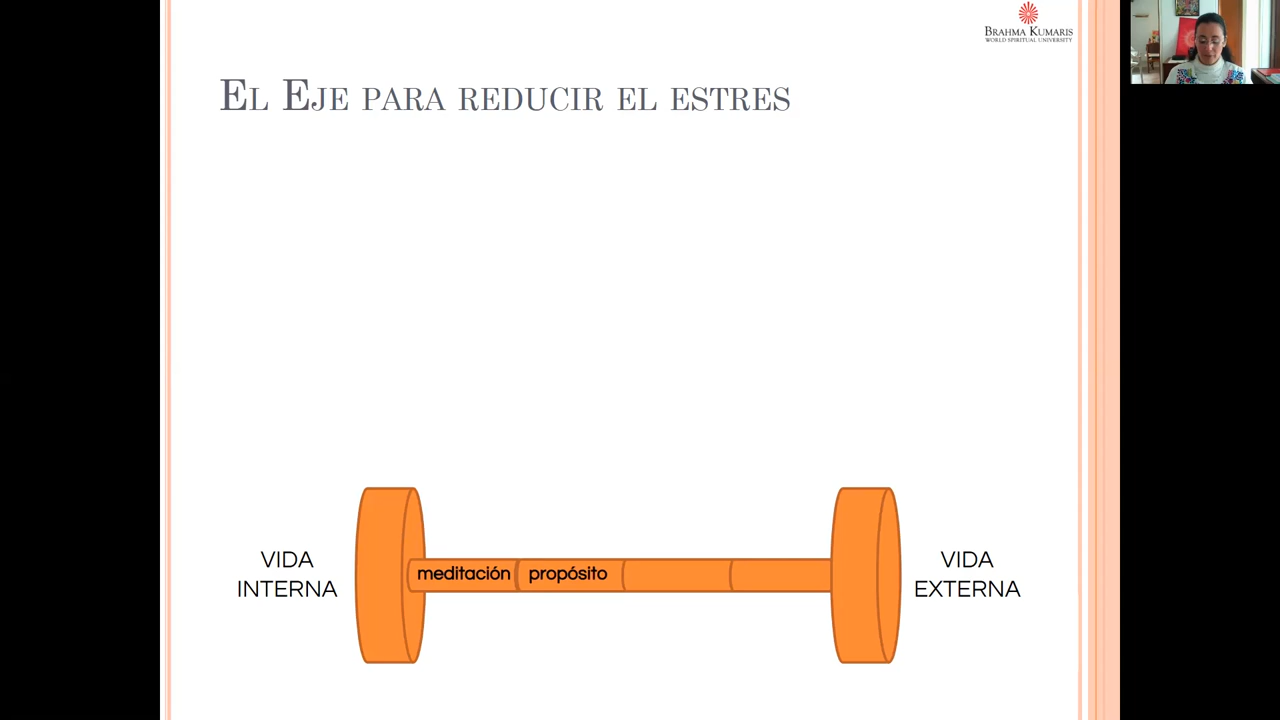 BRAHMA KUMARIS
WORLD SPIRITUAL UNIVERSITY
EL EJE PARA REDUCIR EL ESTRES
VIDA
INTERNA
meditación propósito
VIDA
EXTERNA